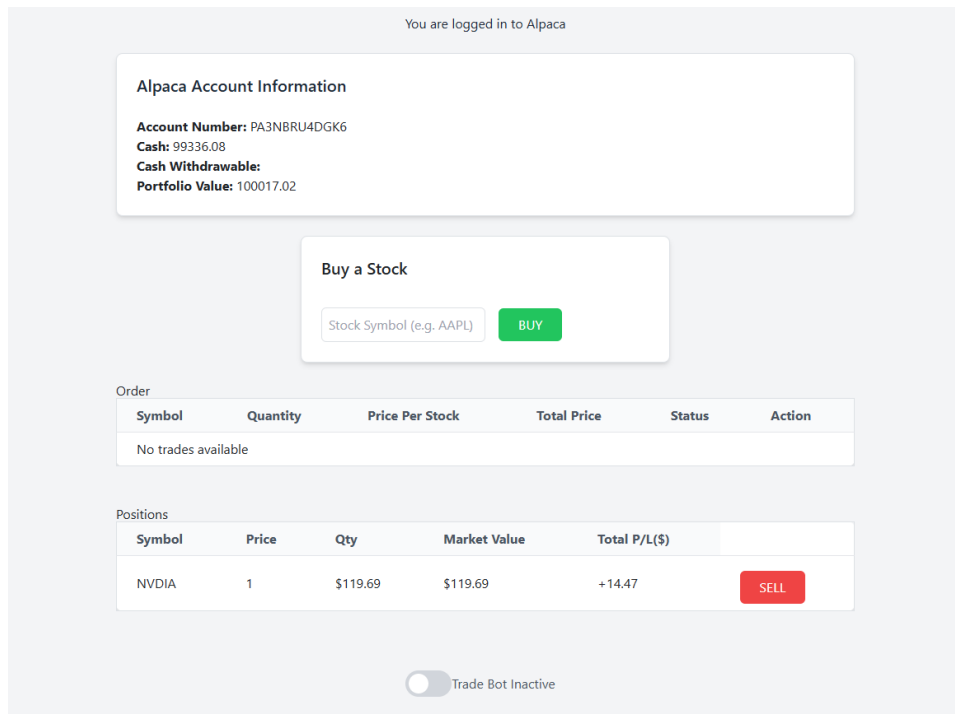 You are logged in to Alpaca
Alpaca Account Information
Account Number: PA3NBRU4DGK6
Cash: 99336.08
Cash Withdrawable:
Portfolio Value: 100017.02
Buy a Stock
Stock Symbol (e.g. AAPL) BUY
Order
Symbol Quantity Price Per Stock Total Price Status Action
No trades available
Positions
Symbol Price Qty Market Value Total P/L($)
NVDIA 1 $119.69 $119.69 +14.47 SELL
Trade Bot Inactive